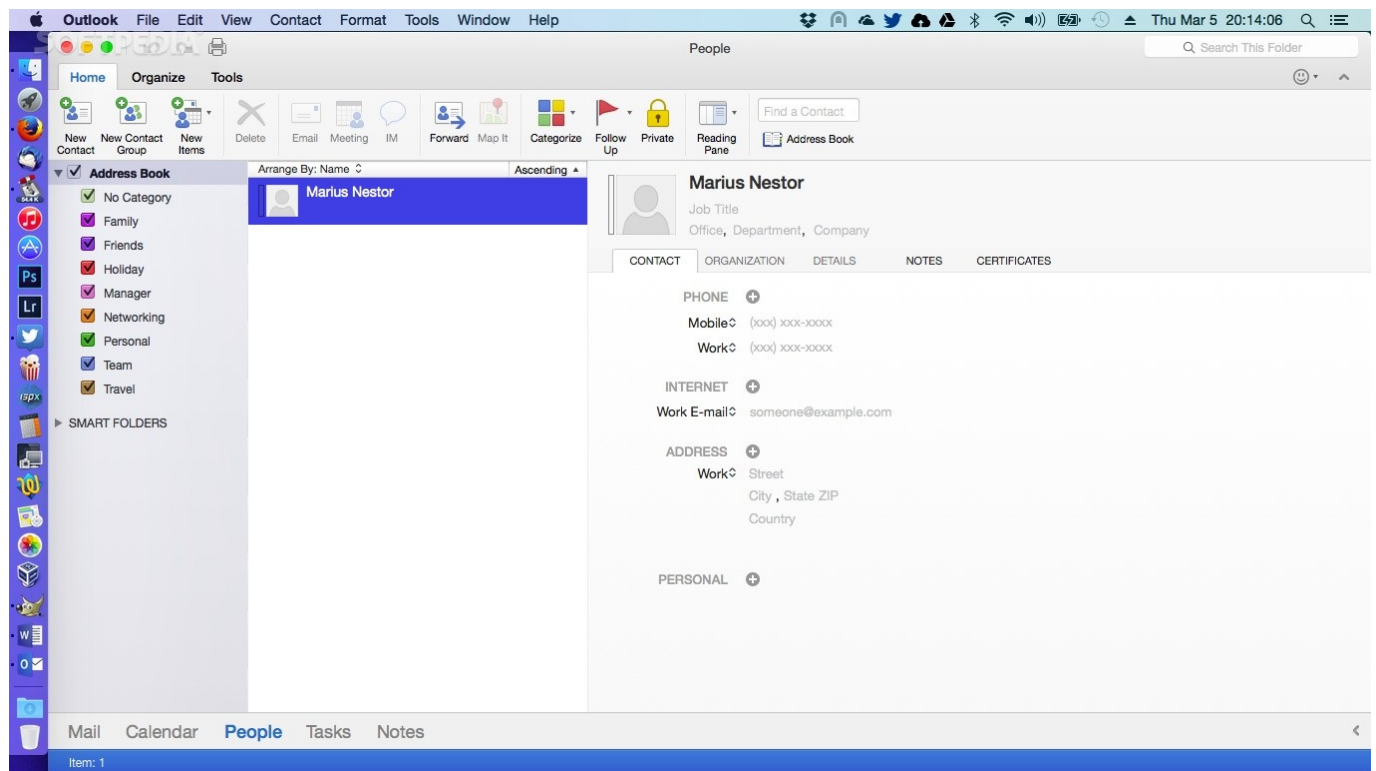 Outlook File Edit View Contact Format Tools Window Help Thu Mar 5 20:14:06
SOFTPEDIA
People
Search This Folder
Home Organize Tools
New Contact
New Contact Group
New Items
Delete
Email
Meeting
IM
Forward
Map It
Categorize
Follow Up
Private
Reading Pane
Find a Contact
Address Book
Address Book
No Category
Family
Friends
Holiday
Manager
Networking
Personal
Team
Travel
SMART FOLDERS
Arrange By: Name Ascending
Marius Nestor
Marius Nestor
Job Title
Office, Department, Company
CONTACT ORGANIZATION DETAILS NOTES CERTIFICATES
PHONE
Mobile (xxx) xxx-xxxx
Work (xxx) xxx-xxxx
INTERNET
Work E-mail someone@example.com
ADDRESS
Work Street
City , State ZIP
Country
PERSONAL
Ps
Lr
W
Mail Calendar People Tasks Notes
Item: 1